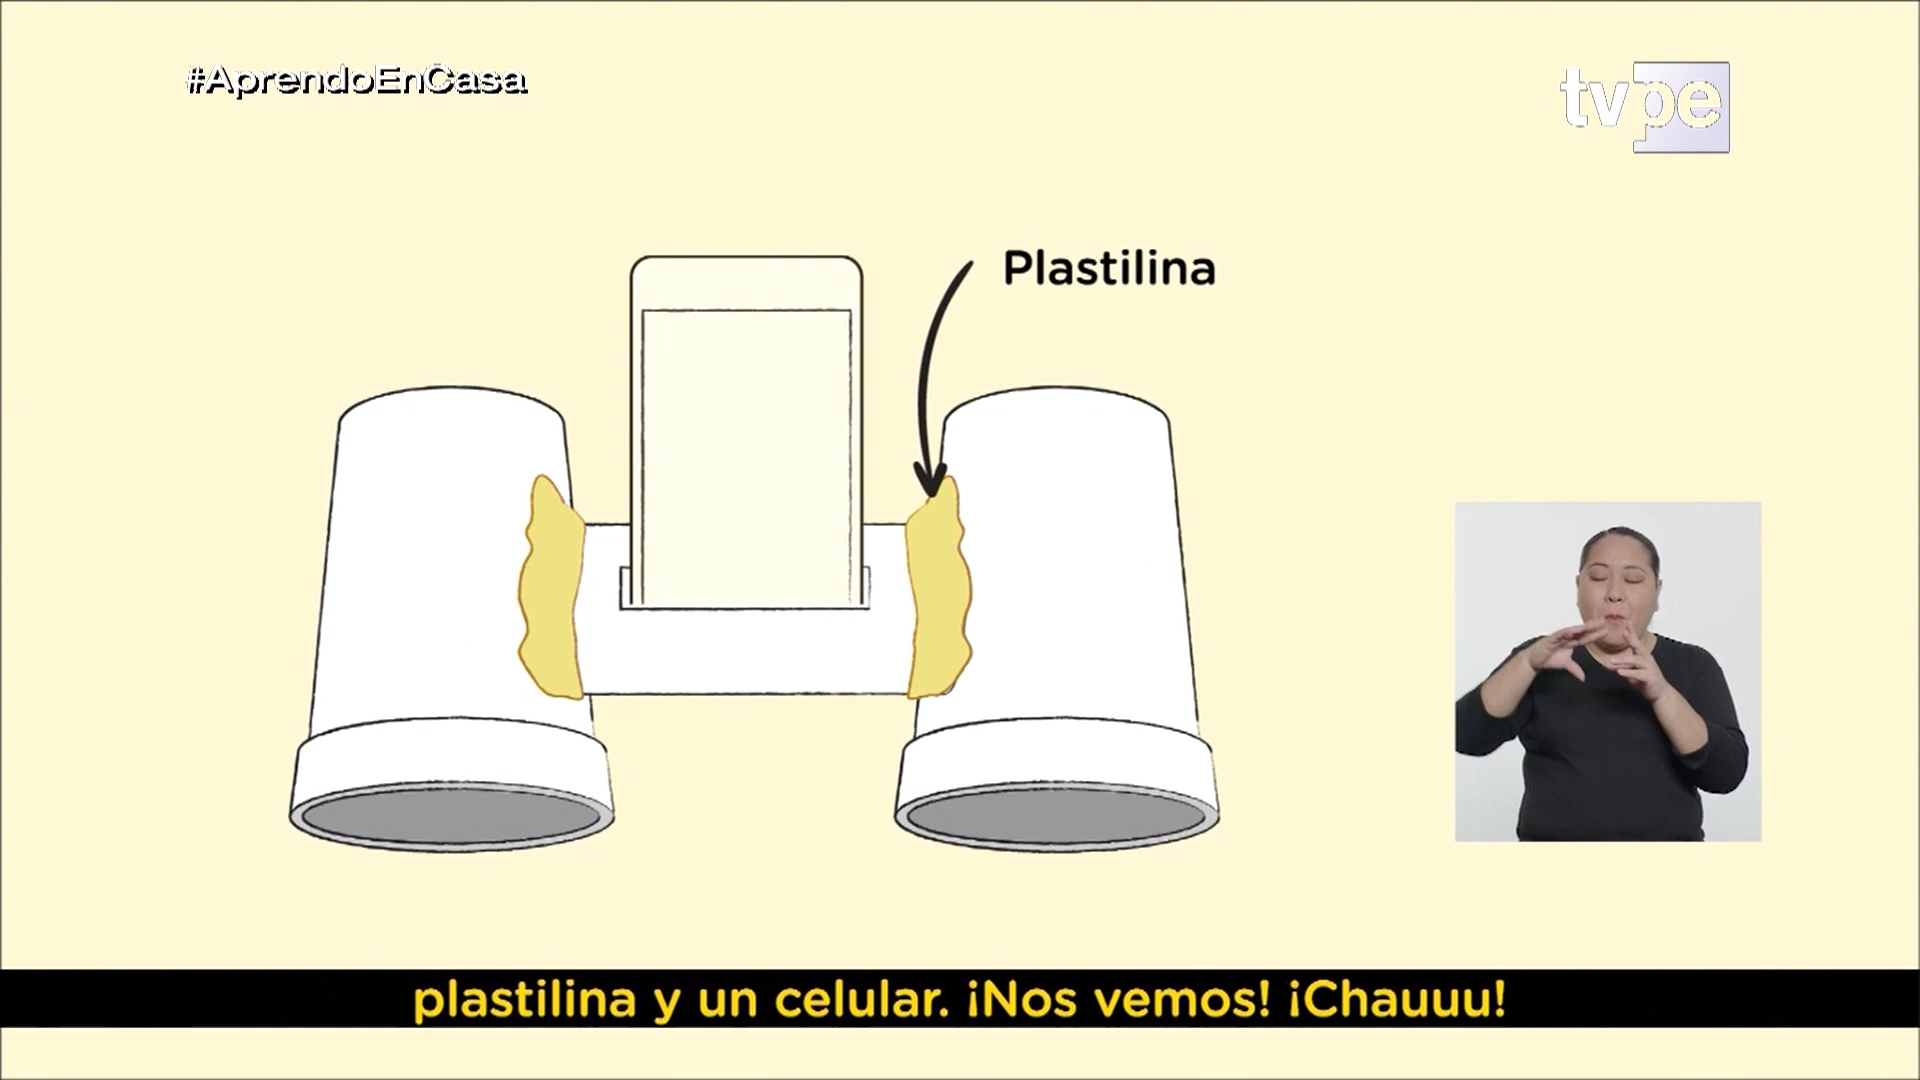 #AprendoEnCasa
tvpe
Plastilina
plastilina y un celular. ¡Nos vemos! ¡Chauuu!